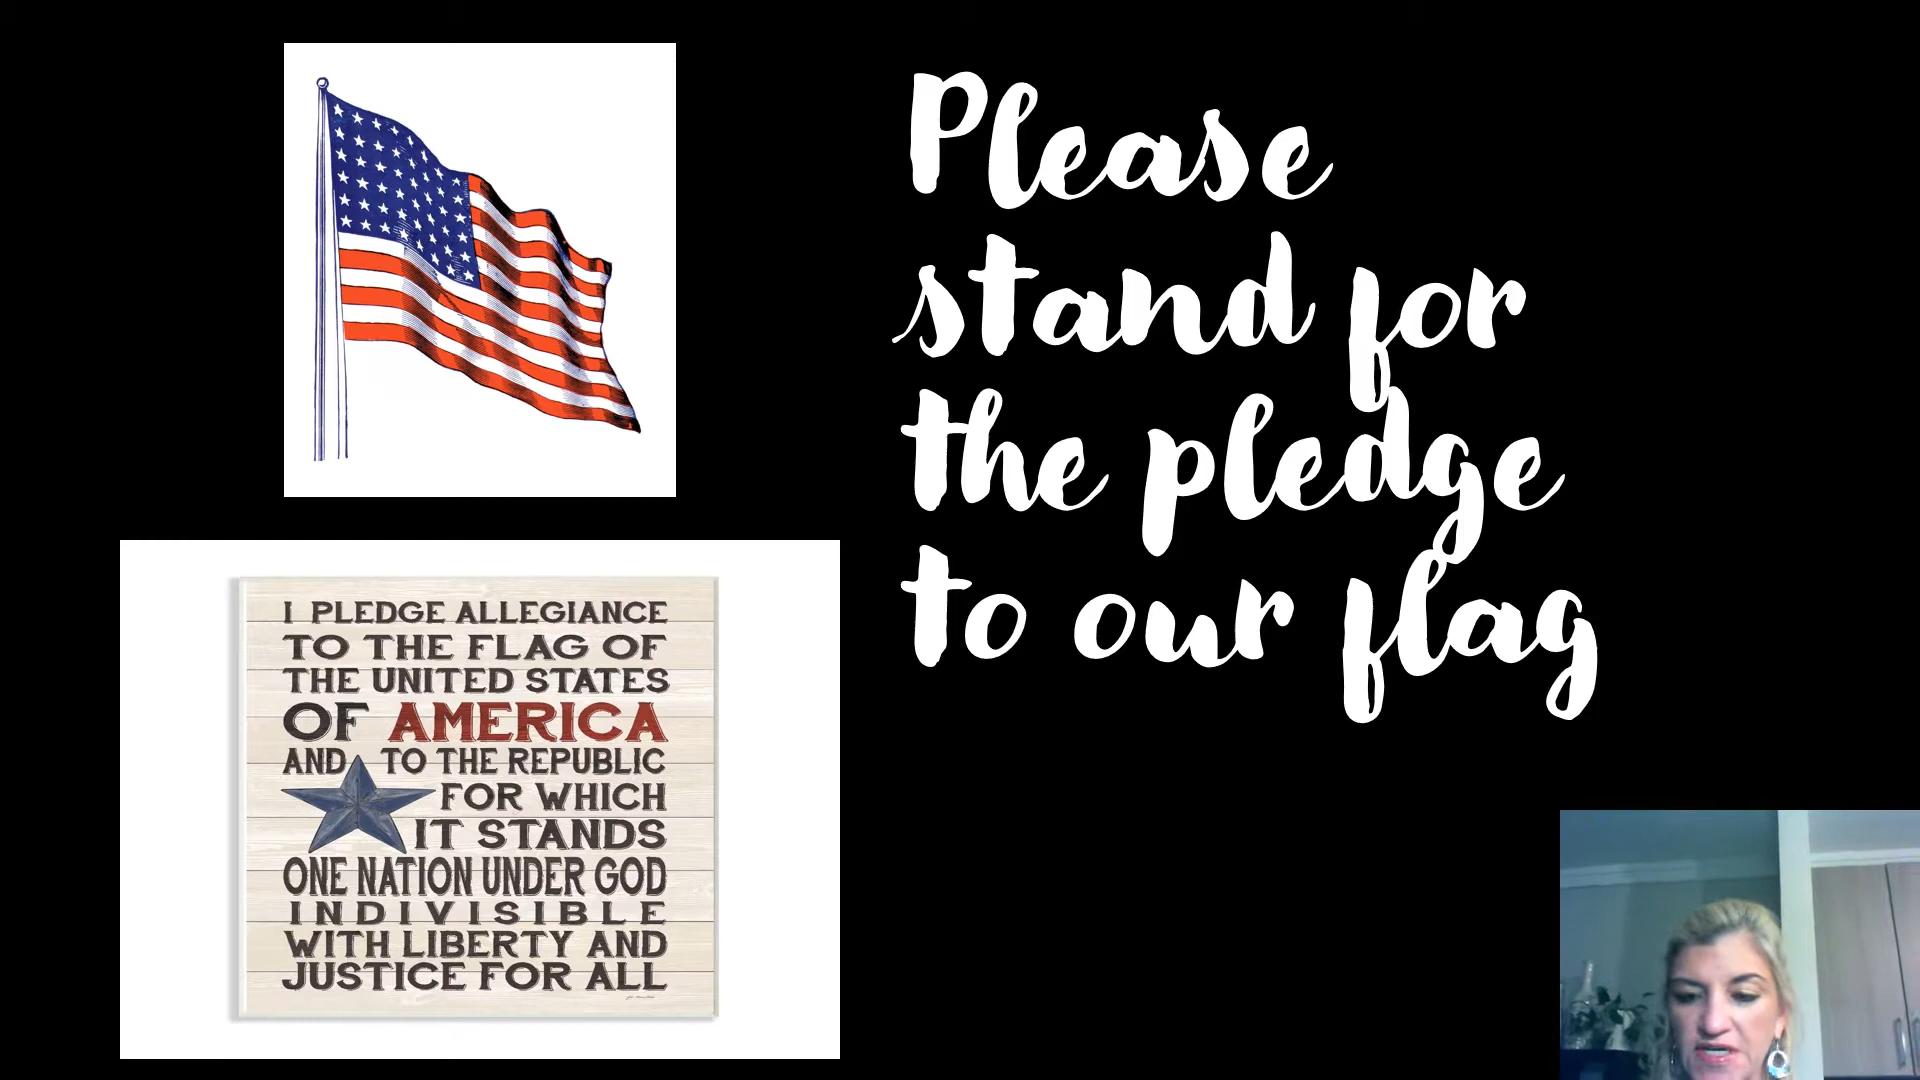 Please
stand for
the pledge
to our flag
I PLEDGE ALLEGIANCE
TO THE FLAG OF
THE UNITED STATES
OF AMERICA
AND TO THE REPUBLIC
FOR WHICH
IT STANDS
ONE NATION UNDER GOD
INDIVISIBLE
WITH LIBERTY AND
JUSTICE FOR ALL